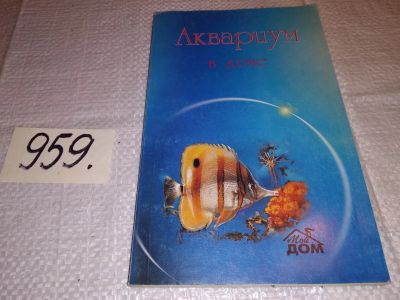 Аквариум
в доме
959.
Мой
ДОМ